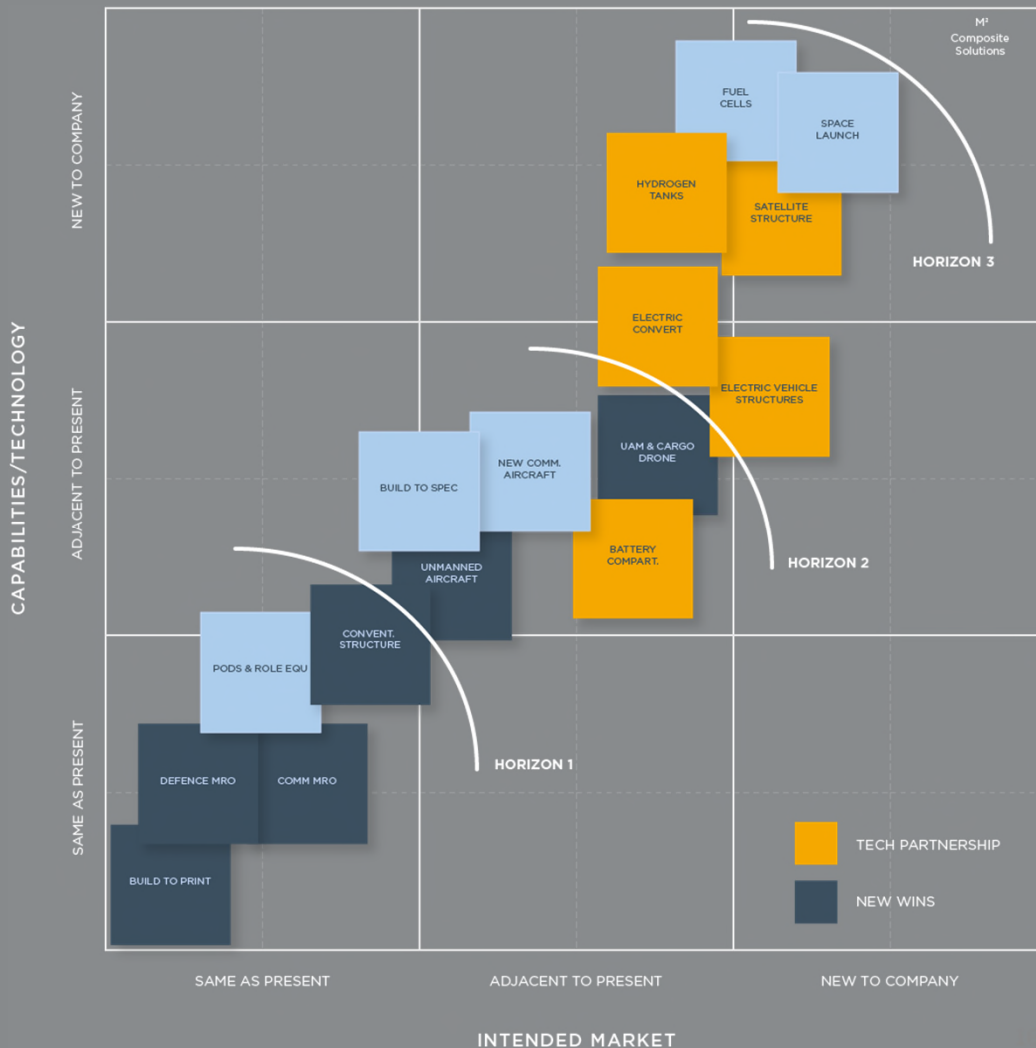 M²
Composite
Solutions
FUEL
CELLS
SPACE
LAUNCH
HYDROGEN
TANKS
SATELLITE
STRUCTURE
HORIZON 3
ELECTRIC
CONVERT
ELECTRIC VEHICLE
STRUCTURES
UAM & CARGO
DRONE
NEW COMM.
AIRCRAFT
BUILD TO SPEC
BATTERY
COMPART.
HORIZON 2
UNMANNED
AIRCRAFT
CONVENT.
STRUCTURE
PODS & ROLE EQU
HORIZON 1
DEFENCE MRO
COMM MRO
BUILD TO PRINT
TECH PARTNERSHIP
NEW WINS
CAPABILITIES/TECHNOLOGY
NEW TO COMPANY
ADJACENT TO PRESENT
SAME AS PRESENT
SAME AS PRESENT
ADJACENT TO PRESENT
NEW TO COMPANY
INTENDED MARKET